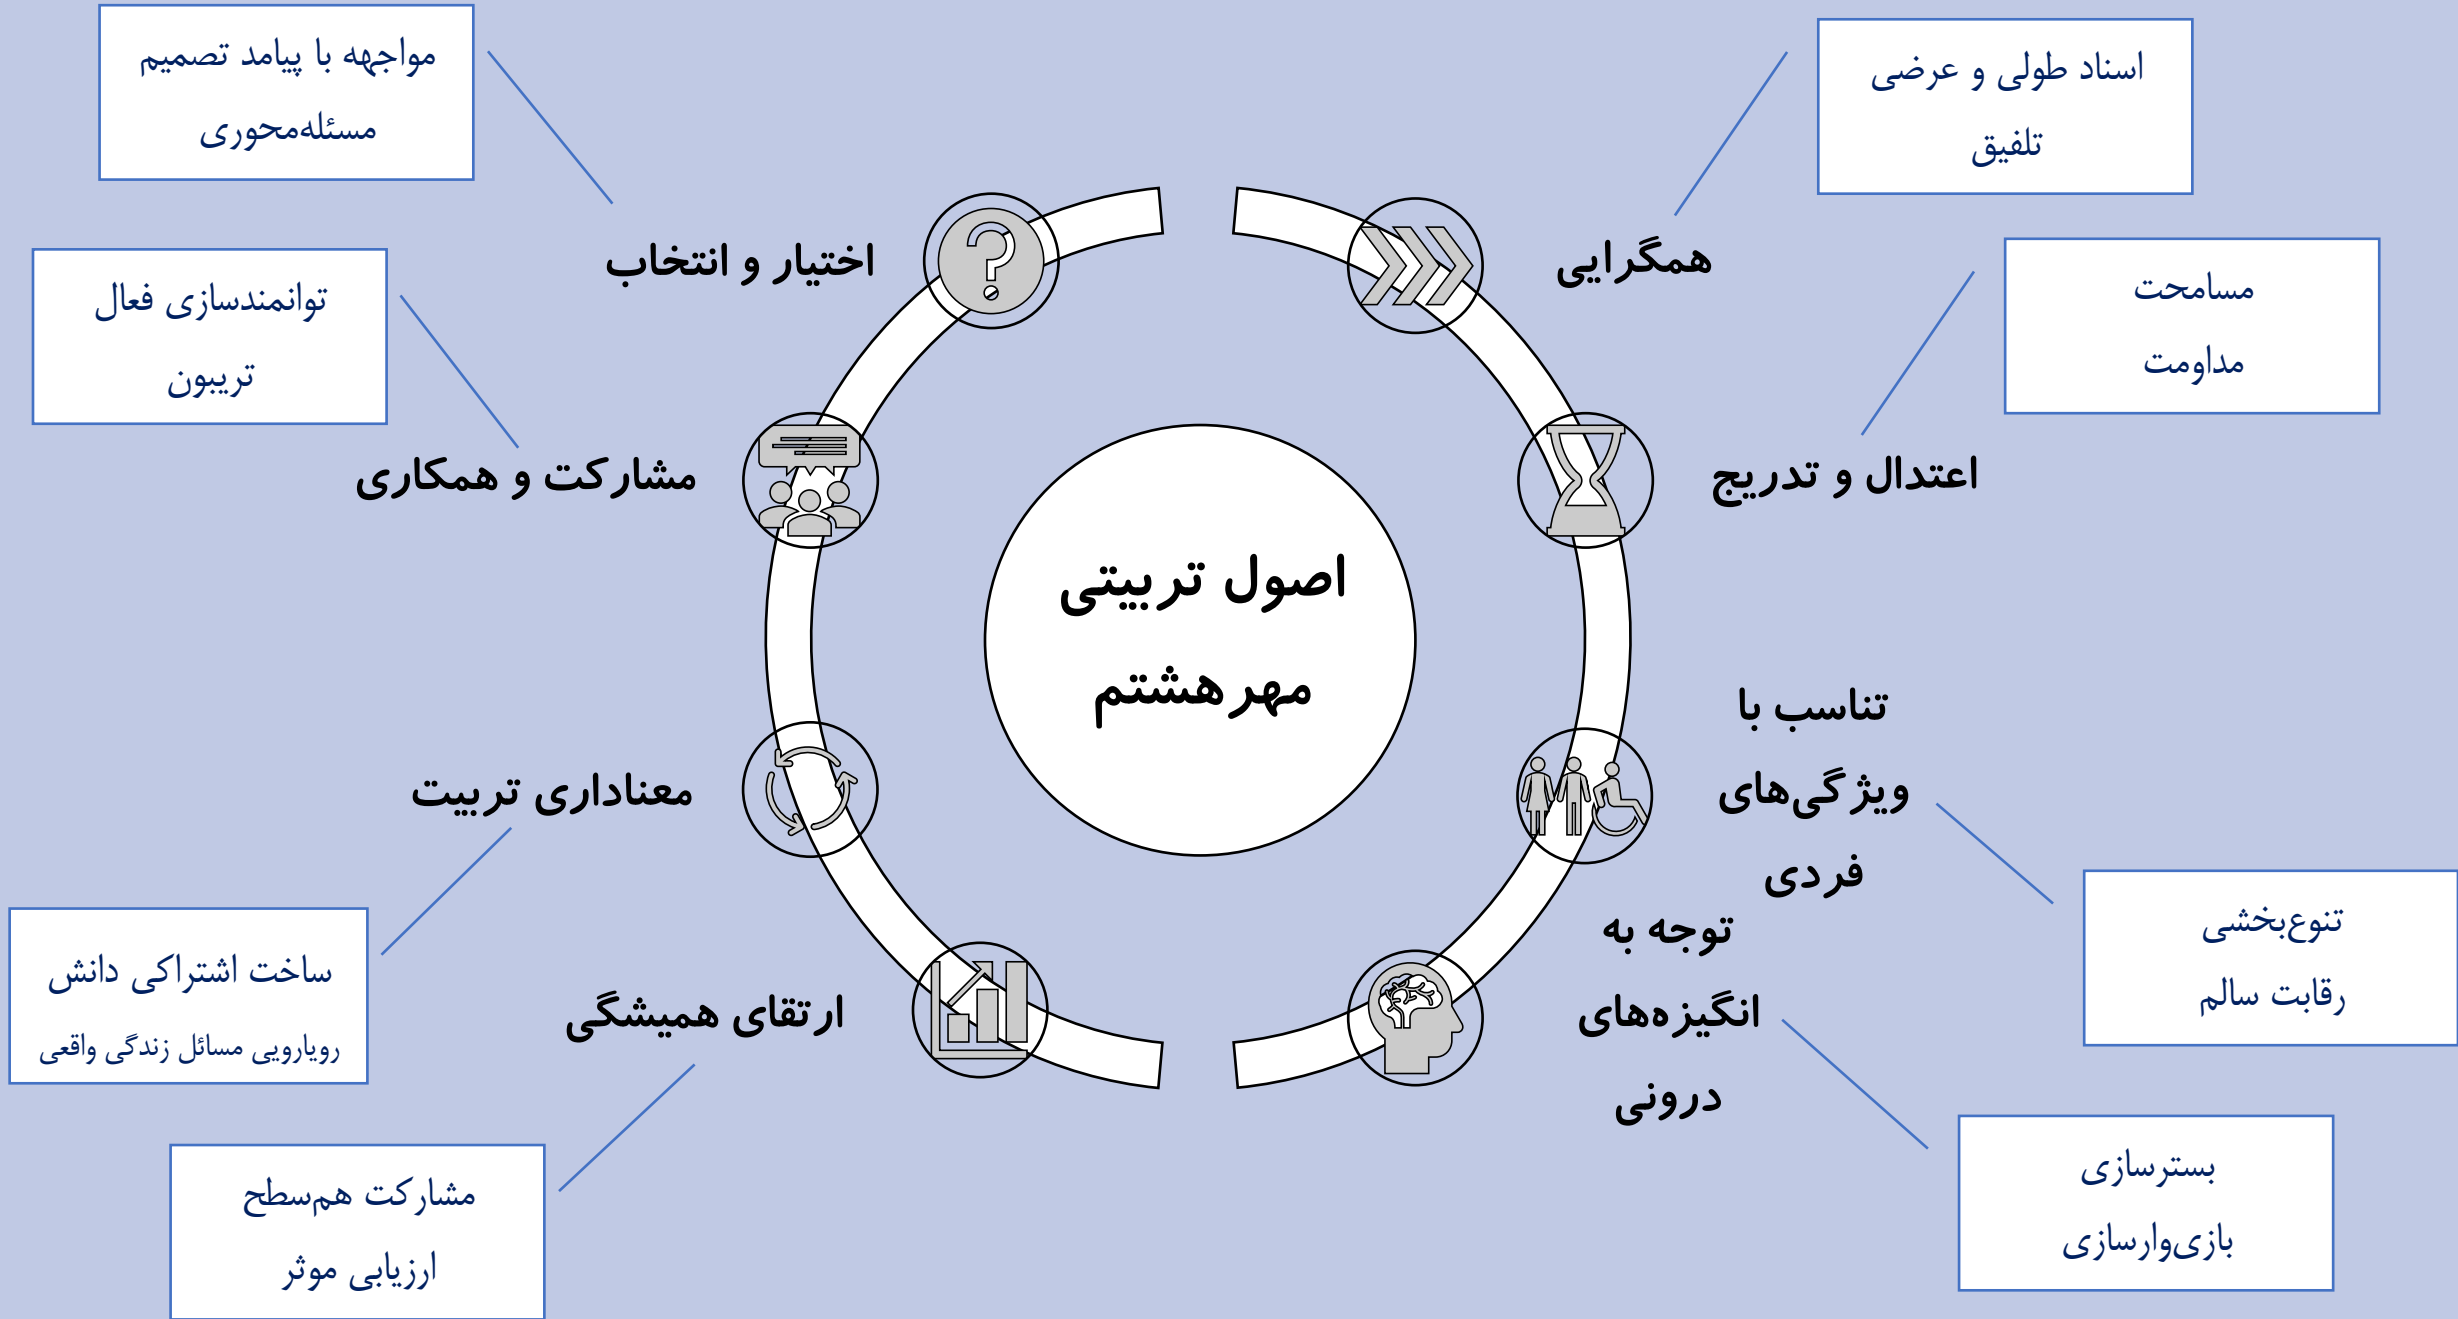 اصول تربیتی
مهر هشتم
همگرایی
اسناد طولی و عرضی
تلفیق
اعتدال و تدریج
مسامحت
مداومت
تناسب با
ویژگی‌های
فردی
تنوع‌بخشی
رقابت سالم
توجه به
انگیزه‌های
درونی
بسترسازی
بازی‌وارسازی
اختیار و انتخاب
مواجهه با پیامد تصمیم
مسئله‌محوری
مشارکت و همکاری
توانمندسازی فعال
تریبون
معناداری تربیت
ساخت اشتراکی دانش
رویارویی مسائل زندگی واقعی
ارتقای همیشگی
مشارکت هم‌سطح
ارزیابی موثر